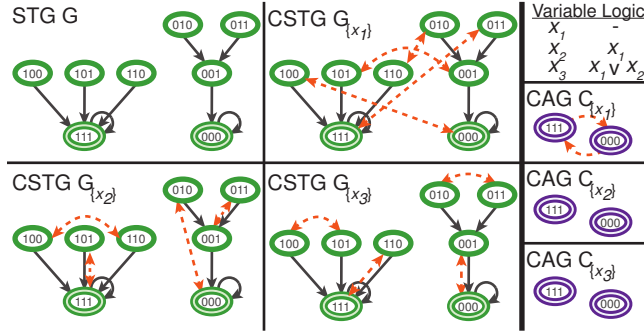 STG G
010 011
100 101 110 001
111 000
CSTG G{x1}
010 011
100 101 110 001
111 000
Variable Logic
x1 -
x2 x1
x3 x1 ∨ x2
CAG C{x1}
111 000
CSTG G{x2}
010 011
100 101 110 001
111 000
CSTG G{x3}
010 011
100 101 110 001
111 000
CAG C{x2}
111 000
CAG C{x3}
111 000